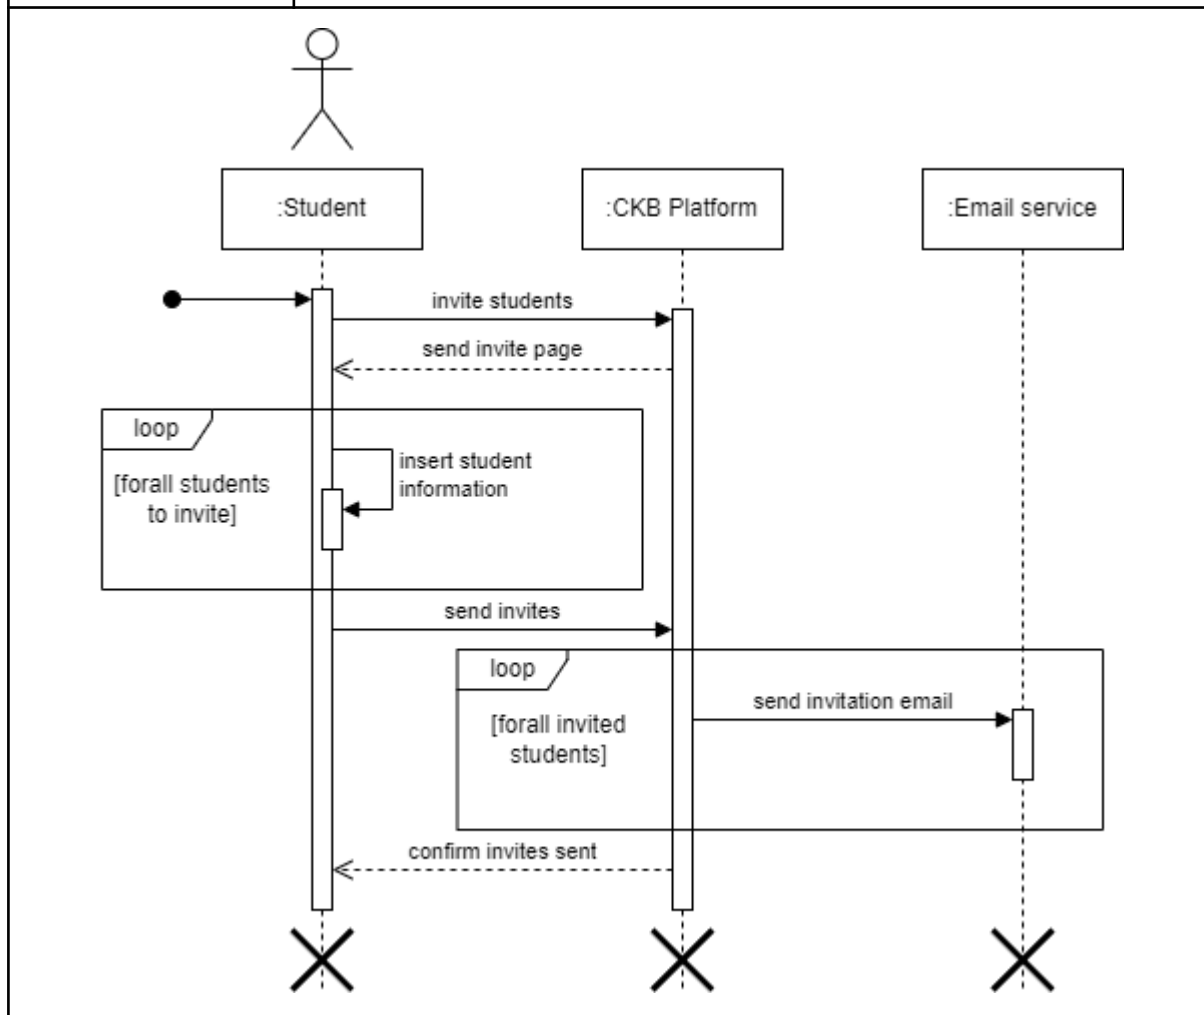 :Student
:CKB Platform
:Email service
invite students
send invite page
loop
[forall students
to invite]
insert student
information
send invites
loop
[forall invited
students]
send invitation email
confirm invites sent